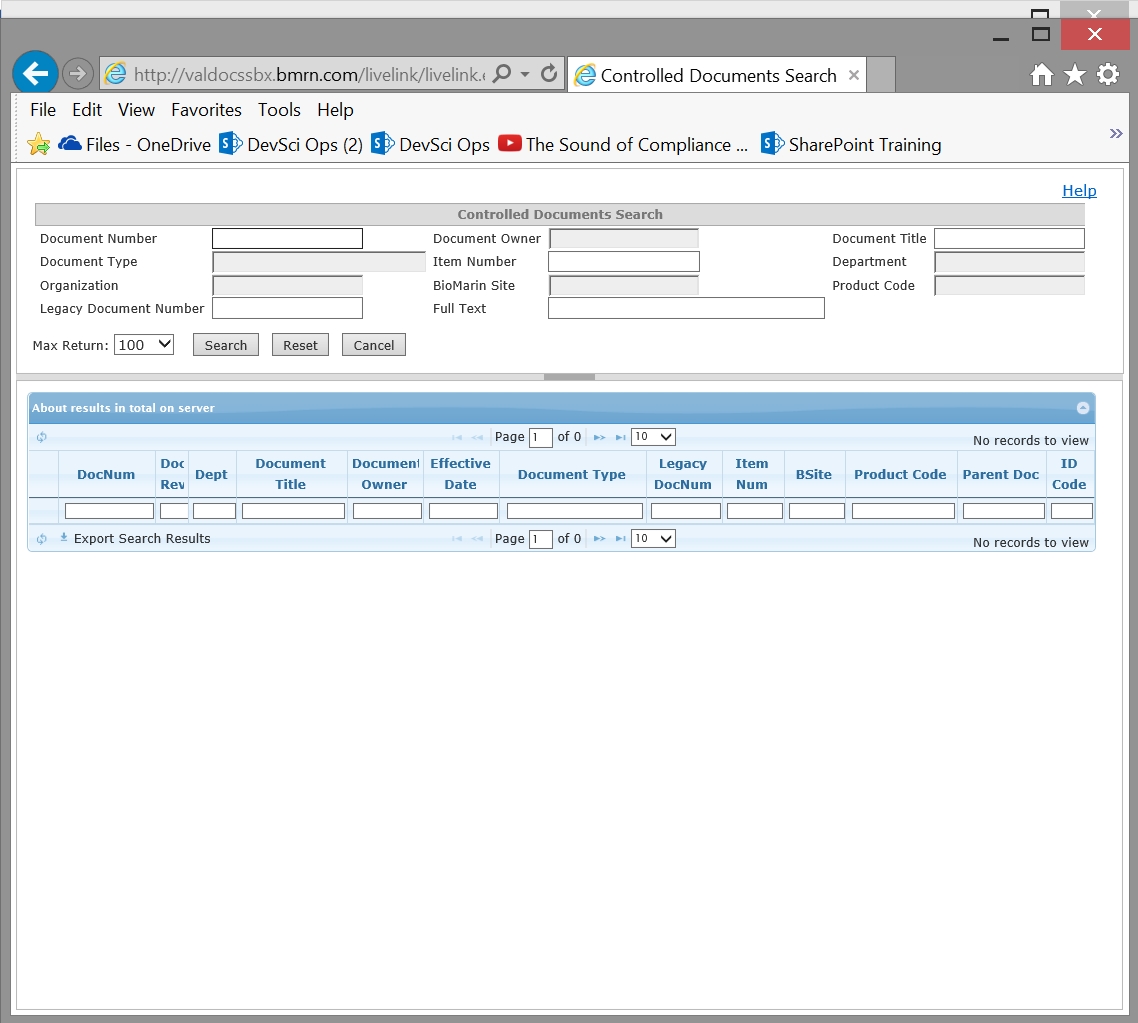 http://valdocssbx.bmrn.com/livelink/livelink.e
Controlled Documents Search
File Edit View Favorites Tools Help
Files - OneDrive DevSci Ops (2) DevSci Ops The Sound of Compliance ... SharePoint Training
Help
Controlled Documents Search
Document Number Document Owner Document Title
Document Type Item Number Department
Organization BioMarin Site Product Code
Legacy Document Number Full Text
Max Return: 100 Search Reset Cancel
About results in total on server
Page 1 of 0 10 No records to view
DocNum Doc Rev Dept Document Title Document Owner Effective Date Document Type Legacy DocNum Item Num BSite Product Code Parent Doc ID Code
Export Search Results Page 1 of 0 10 No records to view